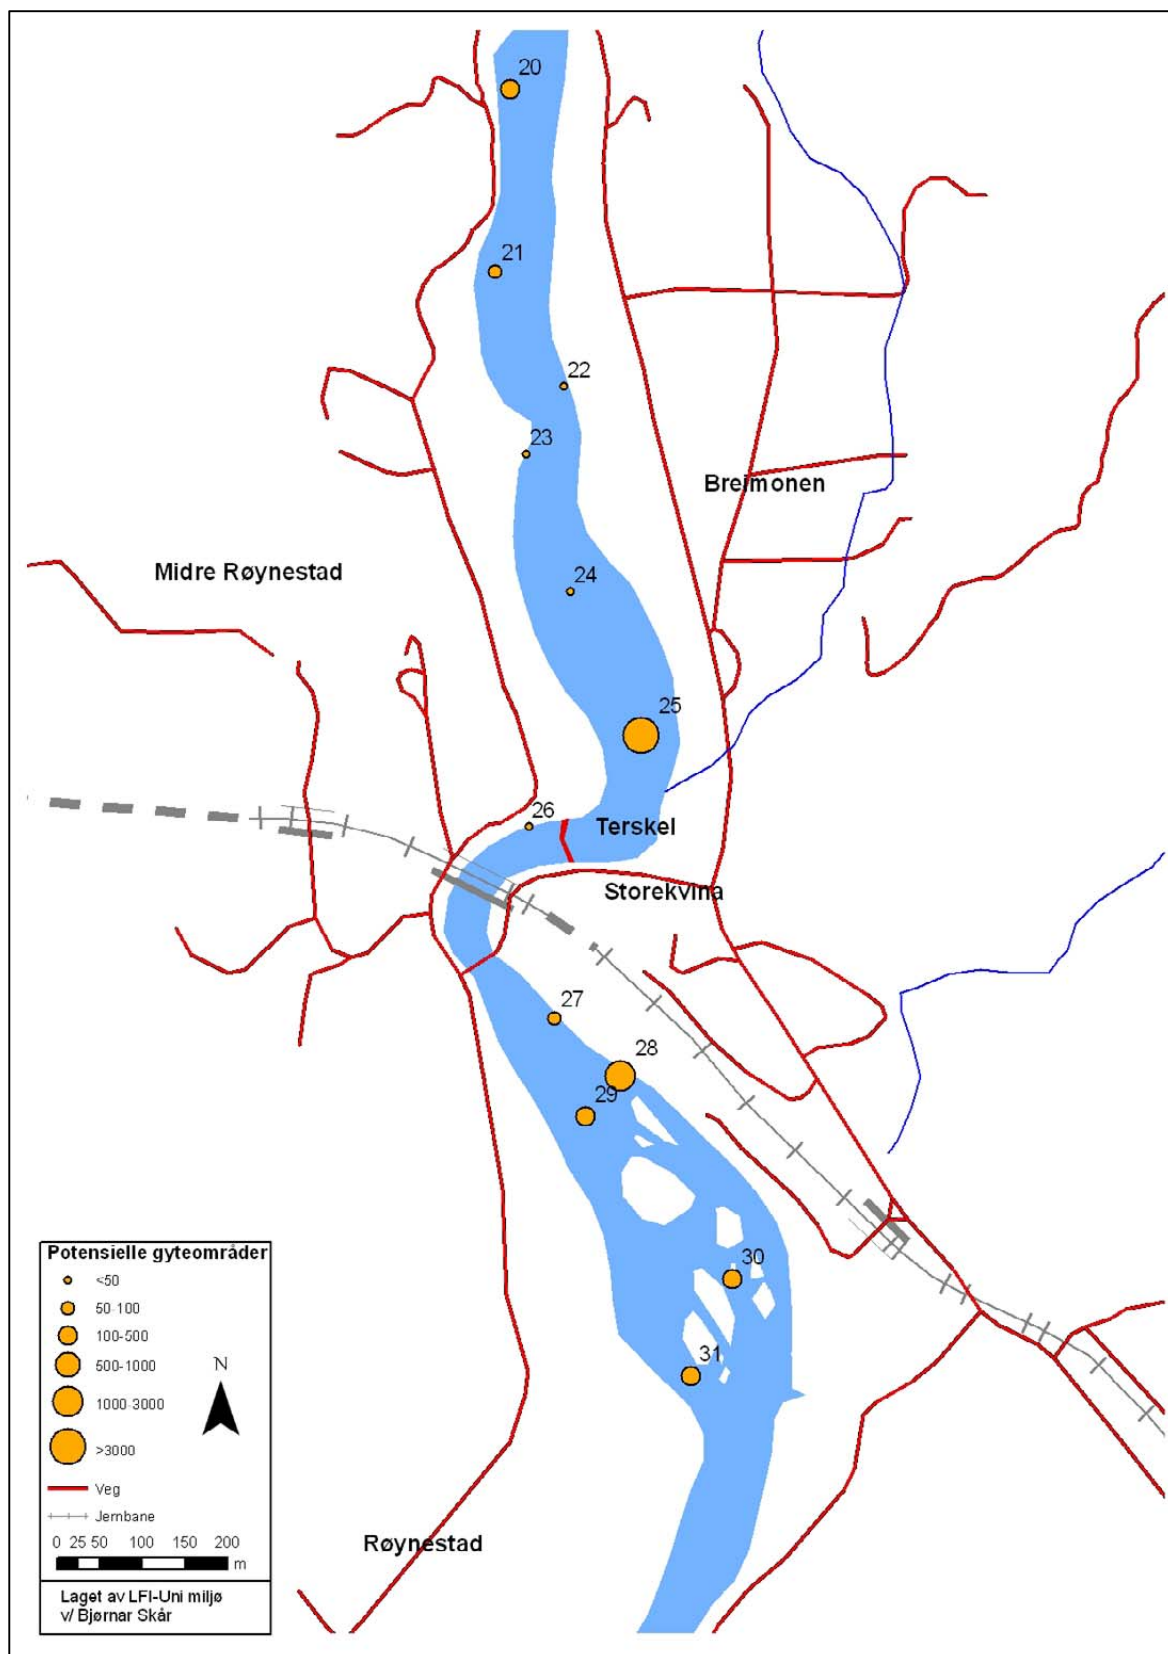 20
21
22
23
Breimonen
Midre Røynestad
24
25
26
Terskel
Storekvina
27
28
29
30
31
Potensielle gyteområder
<50
50-100
100-500
500-1000
1000-3000
>3000
N
Veg
Jernbane
0 25 50 100 150 200
m
Røynestad
Laget av LFI-Uni miljø
v/ Bjørnar Skår